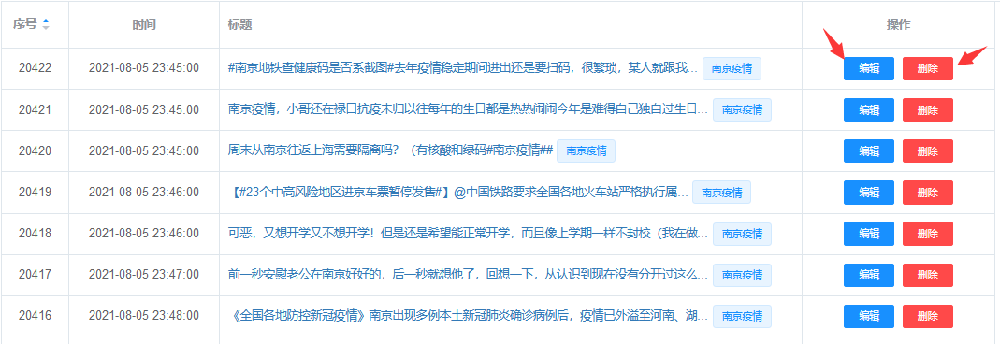 序号 时间 标题 操作
20422 2021-08-05 23:45:00 #南京地铁查健康码是否系截图#去年疫情稳定期间进出还是要扫码，很繁琐，某人就跟我... 南京疫情 编辑 删除
20421 2021-08-05 23:45:00 南京疫情，小哥还在禄口抗疫未归以往每年的生日都是热热闹闹今年是难得自己独自过生日... 南京疫情 编辑 删除
20420 2021-08-05 23:45:00 周末从南京往返上海需要隔离吗？（有核酸和绿码#南京疫情## 南京疫情 编辑 删除
20419 2021-08-05 23:46:00 【#23个中高风险地区进京车票暂停发售#】@中国铁路要求全国各地火车站严格执行属... 南京疫情 编辑 删除
20418 2021-08-05 23:46:00 可恶，又想开学又不想开学！但是还是希望能正常开学，而且像上学期一样不封校（我在做... 南京疫情 编辑 删除
20417 2021-08-05 23:47:00 前一秒安慰老公在南京好好的，后一秒就想他了，回想一下，从认识到现在没有分开过这么... 南京疫情 编辑 删除
20416 2021-08-05 23:48:00 《全国各地防控新冠疫情》南京出现多例本土新冠肺炎确诊病例后，疫情已外溢至河南、湖... 南京疫情 编辑 删除